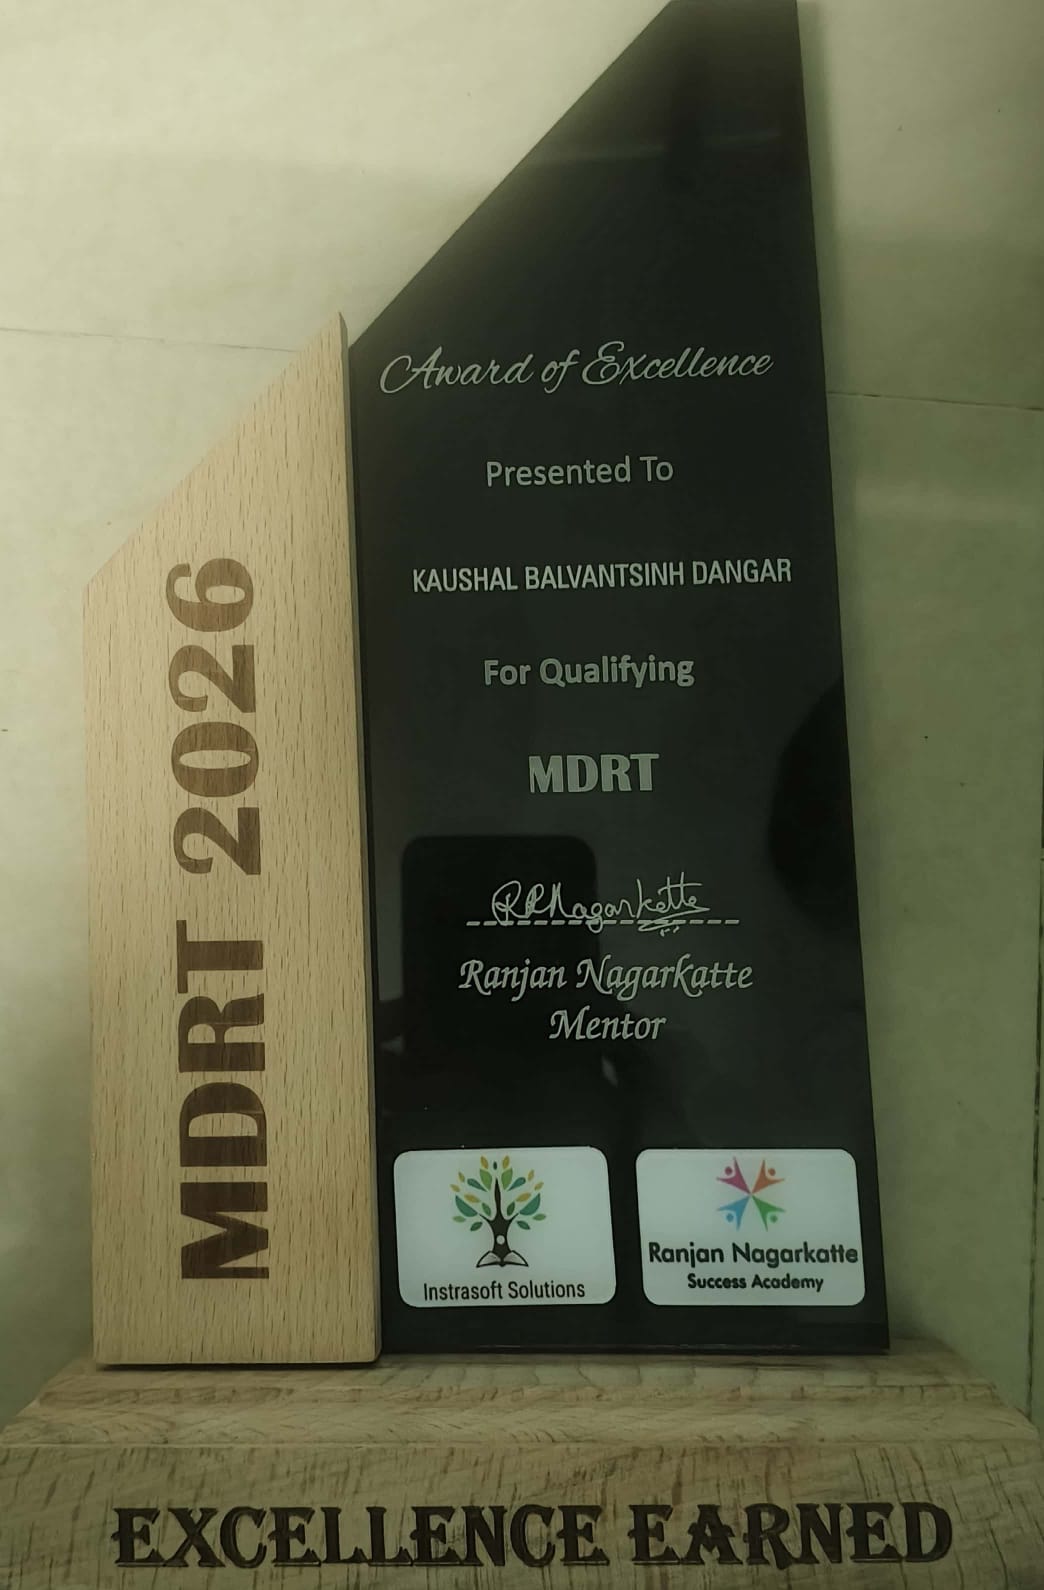 MDRT 2026
Award of Excellence
Presented To
KAUSHAL BALVANTSINH DANGAR
For Qualifying
MDRT
RRNagarkatte
Ranjan Nagarkatte
Mentor
Instrasoft Solutions
Ranjan Nagarkatte
Success Academy
EXCELLENCE EARNED